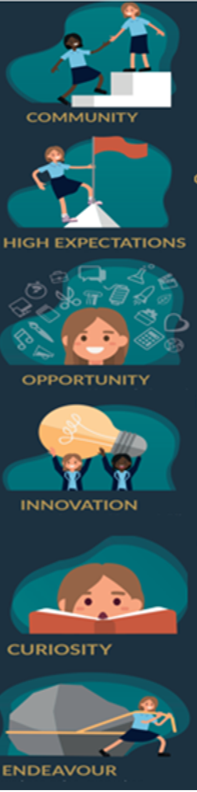 COMMUNITY
HIGH EXPECTATIONS
OPPORTUNITY
INNOVATION
CURIOSITY
ENDEAVOUR